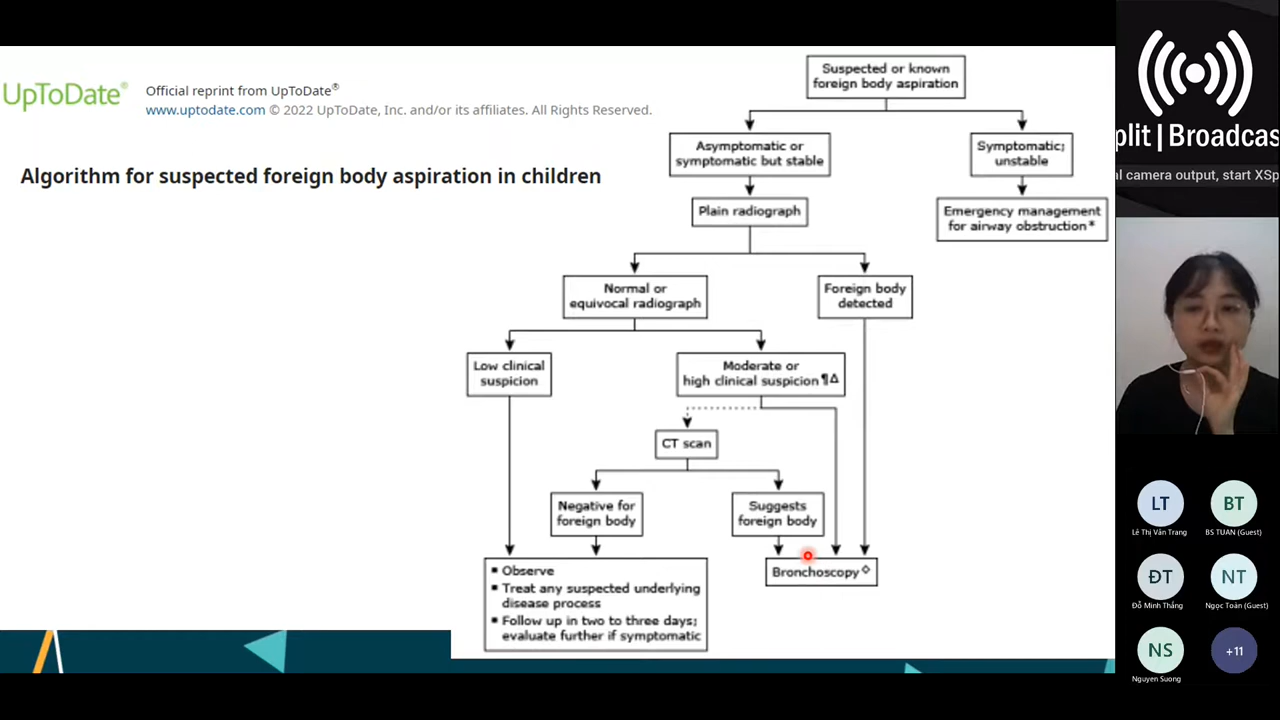 UpToDate®
Official reprint from UpToDate®
www.uptodate.com © 2022 UpToDate, Inc. and/or its affiliates. All Rights Reserved.
Algorithm for suspected foreign body aspiration in children
Suspected or known
foreign body aspiration
Asymptomatic or
symptomatic but stable
Symptomatic;
unstable
Plain radiograph
Emergency management
for airway obstruction*
Normal or
equivocal radiograph
Foreign body
detected
Low clinical
suspicion
Moderate or
high clinical suspicion¶Δ
CT scan
Negative for
foreign body
Suggests
foreign body
▪ Observe
▪ Treat any suspected underlying
disease process
▪ Follow up in two to three days;
evaluate further if symptomatic
Bronchoscopy◇
plit | Broadcas
al camera output, start XSp
LT
Lê Thị Vân Trang
BT
BS TUAN (Guest)
ĐT
Đỗ Minh Thắng
NT
Ngọc Toàn (Guest)
NS
Nguyen Suong
+11